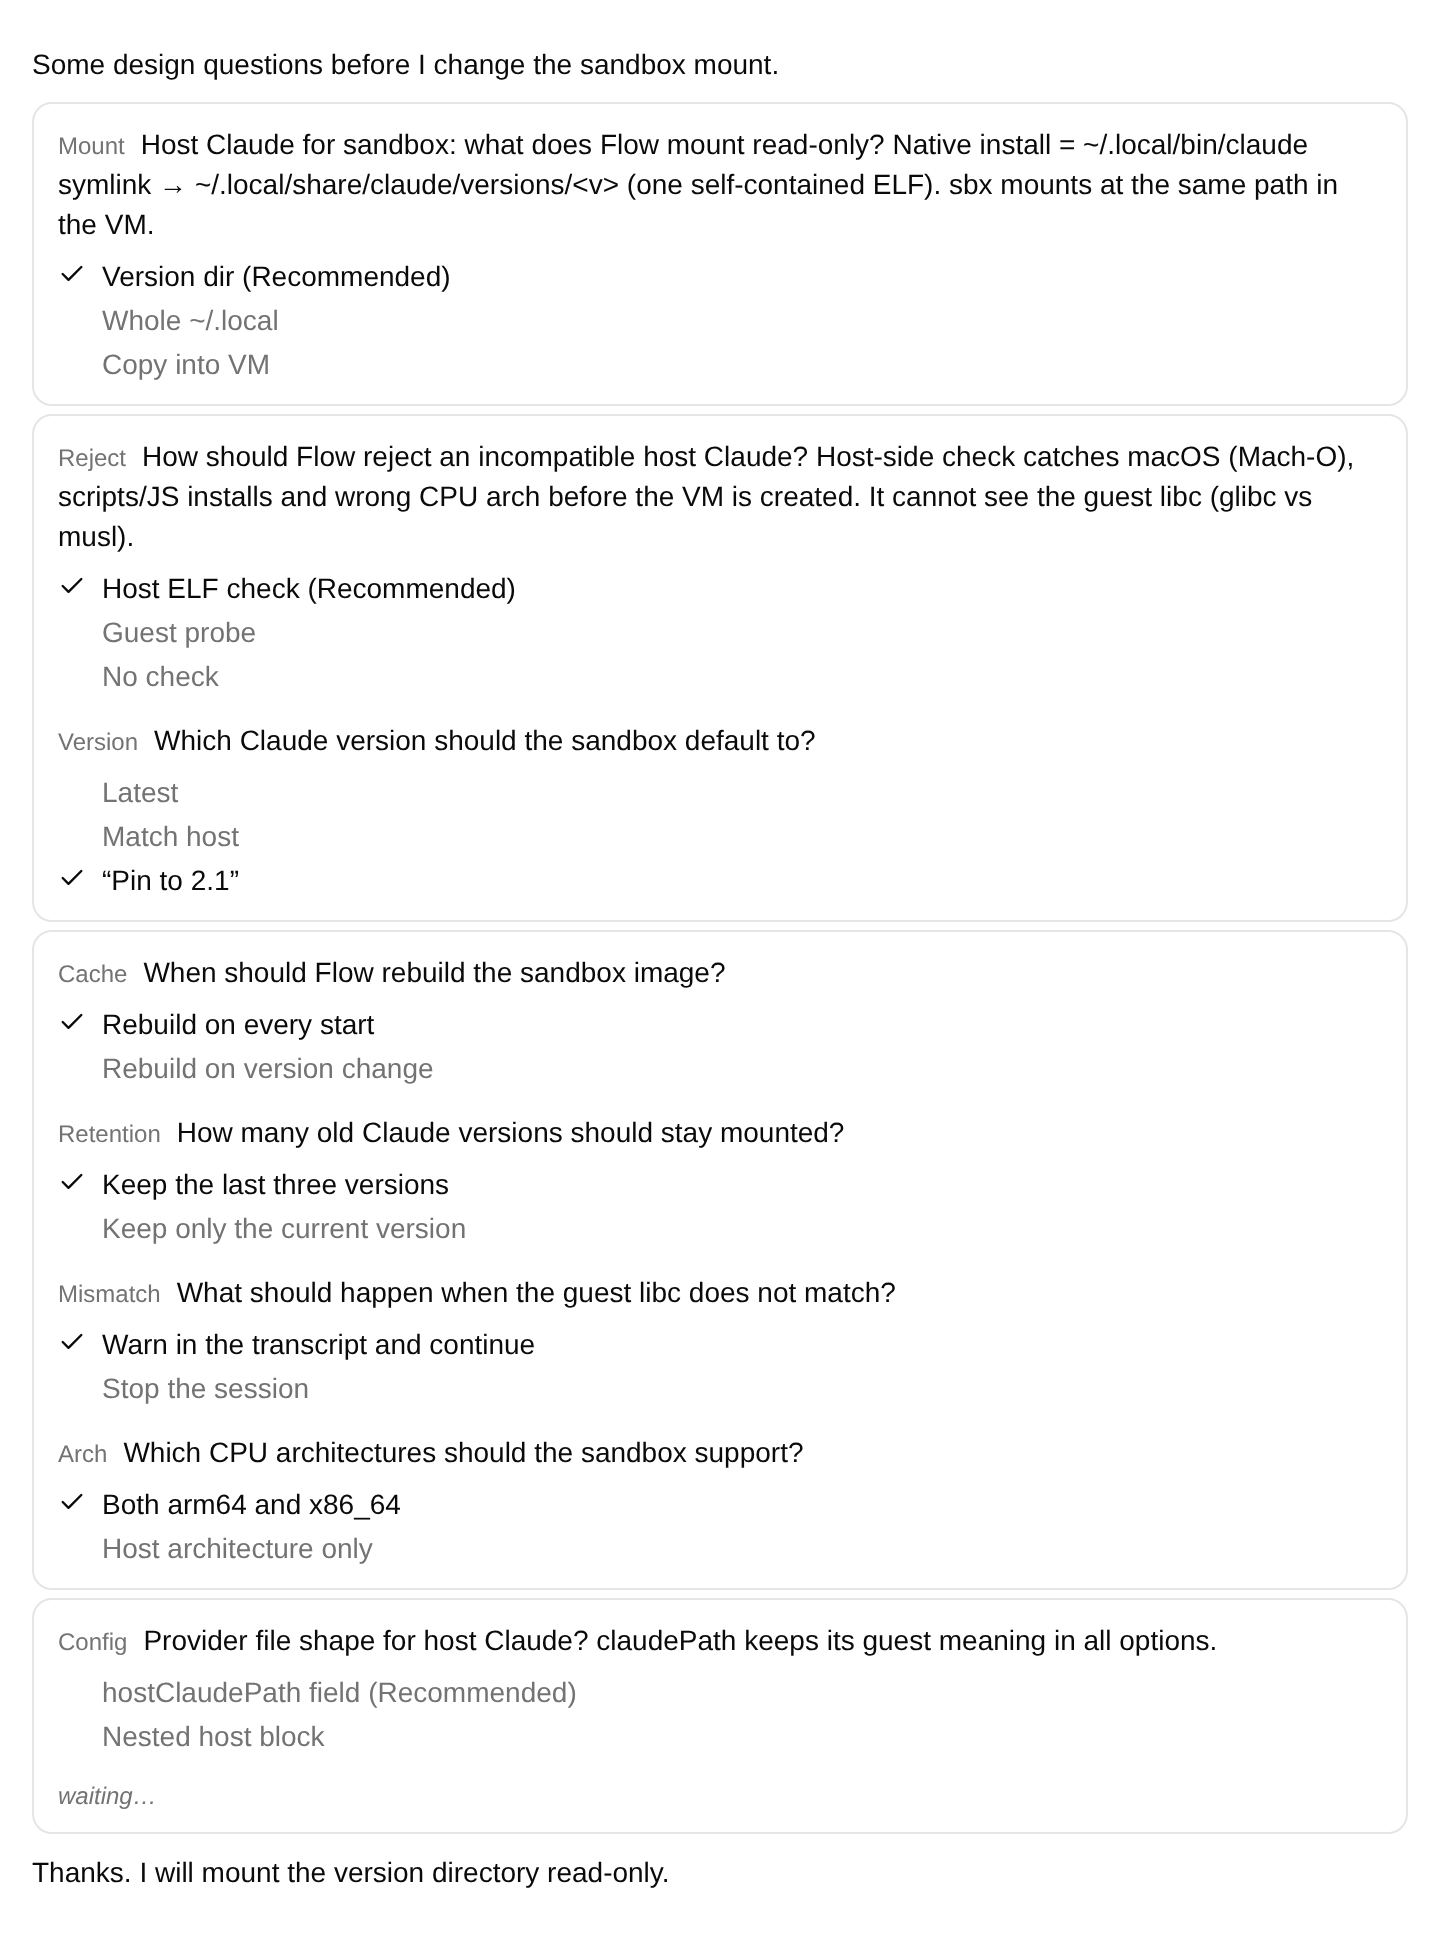 Some design questions before I change the sandbox mount.
Mount Host Claude for sandbox: what does Flow mount read-only? Native install = ~/.local/bin/claude
symlink → ~/.local/share/claude/versions/<v> (one self-contained ELF). sbx mounts at the same path in
the VM.
Version dir (Recommended)
Whole ~/.local
Copy into VM
Reject How should Flow reject an incompatible host Claude? Host-side check catches macOS (Mach-O),
scripts/JS installs and wrong CPU arch before the VM is created. It cannot see the guest libc (glibc vs
musl).
Host ELF check (Recommended)
Guest probe
No check
Version Which Claude version should the sandbox default to?
Latest
Match host
“Pin to 2.1”
Cache When should Flow rebuild the sandbox image?
Rebuild on every start
Rebuild on version change
Retention How many old Claude versions should stay mounted?
Keep the last three versions
Keep only the current version
Mismatch What should happen when the guest libc does not match?
Warn in the transcript and continue
Stop the session
Arch Which CPU architectures should the sandbox support?
Both arm64 and x86_64
Host architecture only
Config Provider file shape for host Claude? claudePath keeps its guest meaning in all options.
hostClaudePath field (Recommended)
Nested host block
waiting…
Thanks. I will mount the version directory read-only.